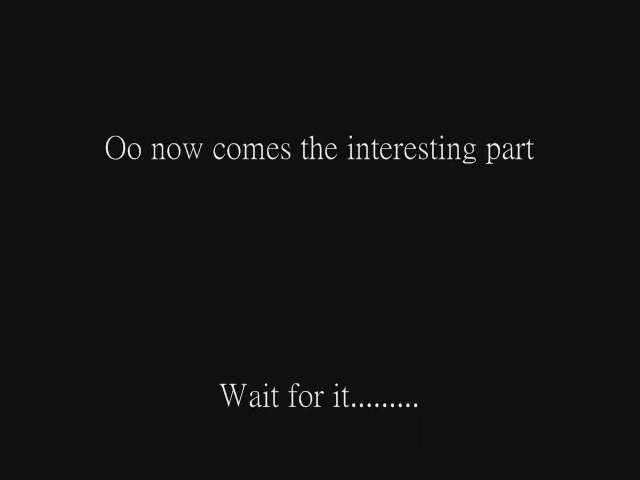 Oo now comes the interesting part
Wait for it.........